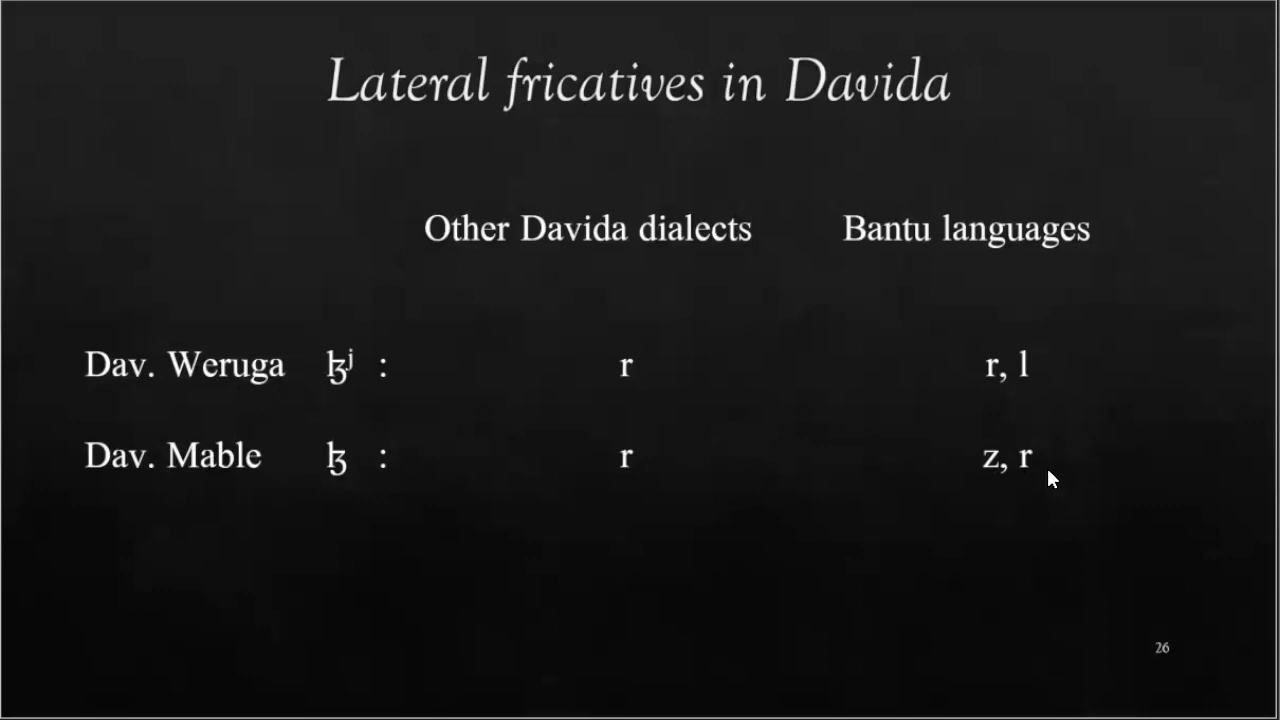 Lateral fricatives in Davida
Other Davida dialects Bantu languages
Dav. Weruga ɮʲ : r r, l
Dav. Mable ɮ : r z, r
26